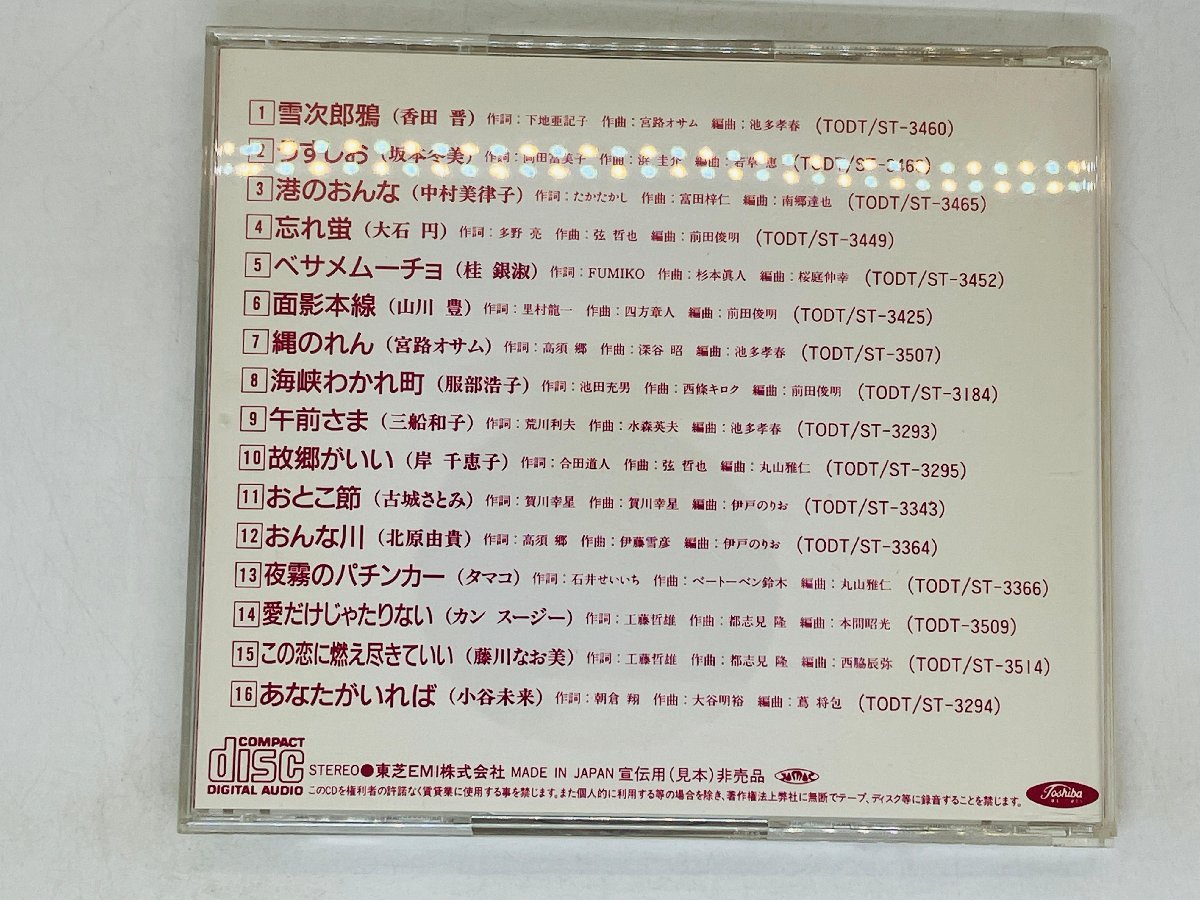 1 雪次郎鴉（香田 晋）作詞：下地亜記子 作曲：宮路オサム 編曲：池多孝春 (TODT/ST-3460)
2 うすしお（坂本冬美）作詞：岡田冨美子 作曲：浜 圭介 編曲：若草 恵
3 港のおんな（中村美律子）作詞：たかたかし 作曲：富田梓仁 編曲：南郷達也 (TODT/ST-3465)
4 忘れ蛍（大石 円）作詞：多野 亮 作曲：弦 哲也 編曲：前田俊明 (TODT/ST-3449)
5 ベサメムーチョ（桂 銀淑）作詞：FUMIKO 作曲：杉本眞人 編曲：桜庭伸幸 (TODT/ST-3452)
6 面影本線（山川 豊）作詞：里村龍一 作曲：四方章人 編曲：前田俊明 (TODT/ST-3425)
7 縄のれん（宮路オサム）作詞：高須 郷 作曲：深谷 昭 編曲：池多孝春 (TODT/ST-3507)
8 海峡わかれ町（服部浩子）作詞：池田充男 作曲：西條キロク 編曲：前田俊明 (TODT/ST-3184)
9 午前さま（三船和子）作詞：荒川利夫 作曲：水森英夫 編曲：池多孝春 (TODT/ST-3293)
10 故郷がいい（岸 千恵子）作詞：合田道人 作曲：弦 哲也 編曲：丸山雅仁 (TODT/ST-3295)
11 おとこ節（古城さとみ）作詞：賀川幸星 作曲：賀川幸星 編曲：伊戸のりお (TODT/ST-3343)
12 おんな川（北原由貴）作詞：高須 郷 作曲：伊藤雪彦 編曲：伊戸のりお (TODT/ST-3364)
13 夜霧のパチンカー（タマコ）作詞：石井せいいち 作曲：ベートーベン鈴木 編曲：丸山雅仁 (TODT/ST-3366)
14 愛だけじゃたりない（カン スージー）作詞：工藤哲雄 作曲：都志見 隆 編曲：本間昭光 (TODT-3509)
15 この恋に燃え尽きていい（藤川なお美）作詞：工藤哲雄 作曲：都志見 隆 編曲：西脇辰弥 (TODT/ST-3514)
16 あなたがいれば（小谷未来）作詞：朝倉 翔 作曲：大谷明裕 編曲：蔦 将包 (TODT/ST-3294)
COMPACT disc DIGITAL AUDIO
STEREO●東芝EMI株式会社 MADE IN JAPAN 宣伝用(見本)非売品
このCDを権利者の許諾なく賃貸業に使用する事を禁じます。また個人的に利用する等の場合を除き、著作権法上弊社に無断でテープ、ディスク等に録音することを禁じます。
Toshiba